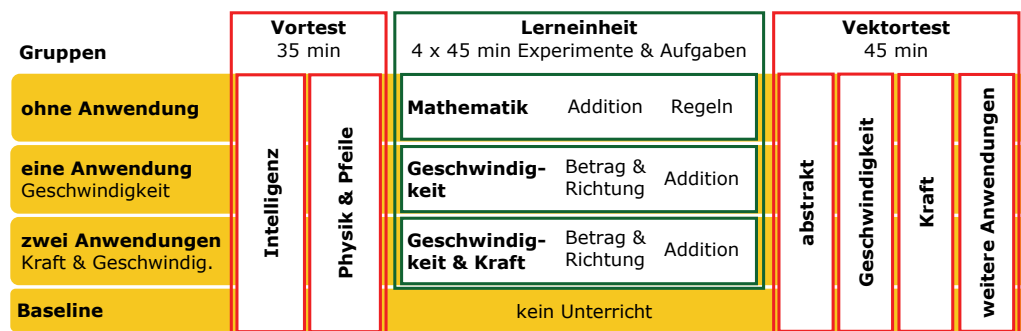 Gruppen
Vortest
35 min
Lerneinheit
4 x 45 min Experimente & Aufgaben
Vektortest
45 min
ohne Anwendung
eine Anwendung
Geschwindigkeit
zwei Anwendungen
Kraft & Geschwindig.
Baseline
Intelligenz
Physik & Pfeile
Mathematik Addition Regeln
Geschwindig-
keit
Betrag &
Richtung
Addition
Geschwindig-
keit & Kraft
Betrag &
Richtung
Addition
kein Unterricht
abstrakt
Geschwindigkeit
Kraft
weitere Anwendungen